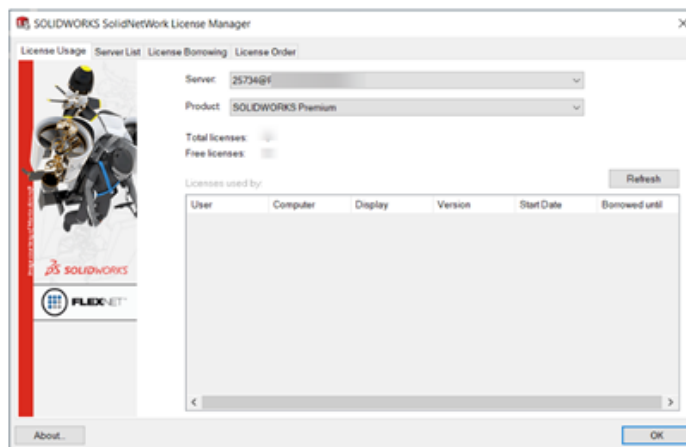 SOLIDWORKS SolidNetWork License Manager
License Usage Server List License Borrowing License Order
Server: 25734@
Product: SOLIDWORKS Premium
Total licenses:
Free licenses:
Licenses used by:
Refresh
User Computer Display Version Start Date Borrowed until
SOLIDWORKS
FLEXNET
About...
OK